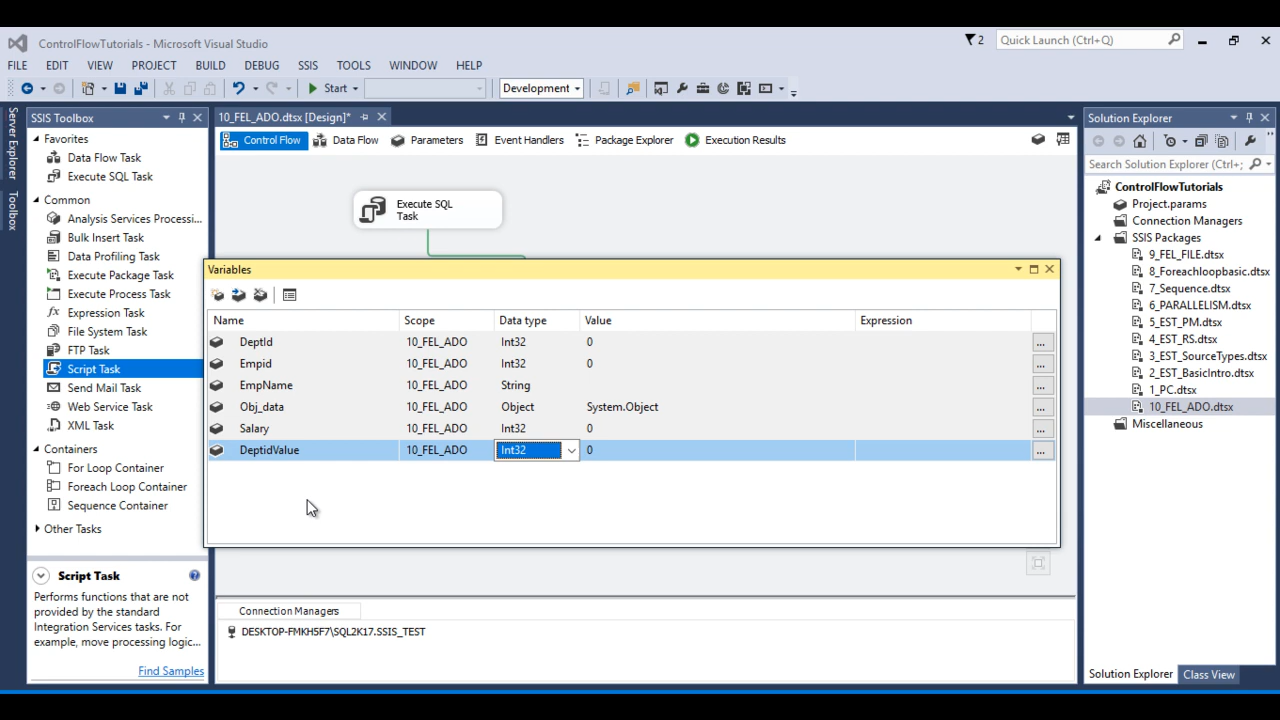 ControlFlowTutorials - Microsoft Visual Studio
2
Quick Launch (Ctrl+Q)
FILE EDIT VIEW PROJECT BUILD DEBUG SSIS TOOLS WINDOW HELP
Start
Development
Server Explorer
Toolbox
SSIS Toolbox
Favorites
Data Flow Task
Execute SQL Task
Common
Analysis Services Processi...
Bulk Insert Task
Data Profiling Task
Execute Package Task
Execute Process Task
fx Expression Task
File System Task
FTP Task
Script Task
Send Mail Task
Web Service Task
XML Task
Containers
For Loop Container
Foreach Loop Container
Sequence Container
Other Tasks
Script Task
Performs functions that are not
provided by the standard
Integration Services tasks. For
example, move processing logic...
Find Samples
10_FEL_ADO.dtsx [Design]*
Control Flow Data Flow Parameters Event Handlers Package Explorer Execution Results
Execute SQL
Task
Variables
Name Scope Data type Value Expression
DeptId 10_FEL_ADO Int32 0 ...
Empid 10_FEL_ADO Int32 0 ...
EmpName 10_FEL_ADO String ...
Obj_data 10_FEL_ADO Object System.Object ...
Salary 10_FEL_ADO Int32 0 ...
DeptidValue 10_FEL_ADO Int32 0 ...
Connection Managers
DESKTOP-FMKH5F7\SQL2K17.SSIS_TEST
Solution Explorer
Search Solution Explorer (Ctrl+;
ControlFlowTutorials
Project.params
Connection Managers
SSIS Packages
9_FEL_FILE.dtsx
8_Foreachloopbasic.dtsx
7_Sequence.dtsx
6_PARALLELISM.dtsx
5_EST_PM.dtsx
4_EST_RS.dtsx
3_EST_SourceTypes.dtsx
2_EST_BasicIntro.dtsx
1_PC.dtsx
10_FEL_ADO.dtsx
Miscellaneous
Solution Explorer Class View